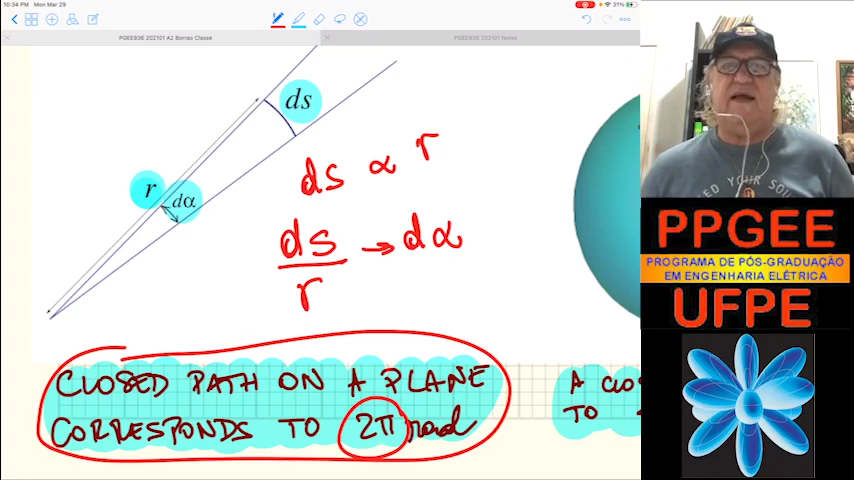 10:34 PM Mon Mar 29
31%
PGEE936 202101 A2 Borrao Classe
PGEE936 202101 Notes
ds
r
dα
ds ∝ r
ds
r
→ dα
CLOSED PATH ON A PLANE
CORRESPONDS TO 2π rad
A CLOS
TO
PPGEE
PROGRAMA DE PÓS-GRADUAÇÃO
EM ENGENHARIA ELÉTRICA
UFPE